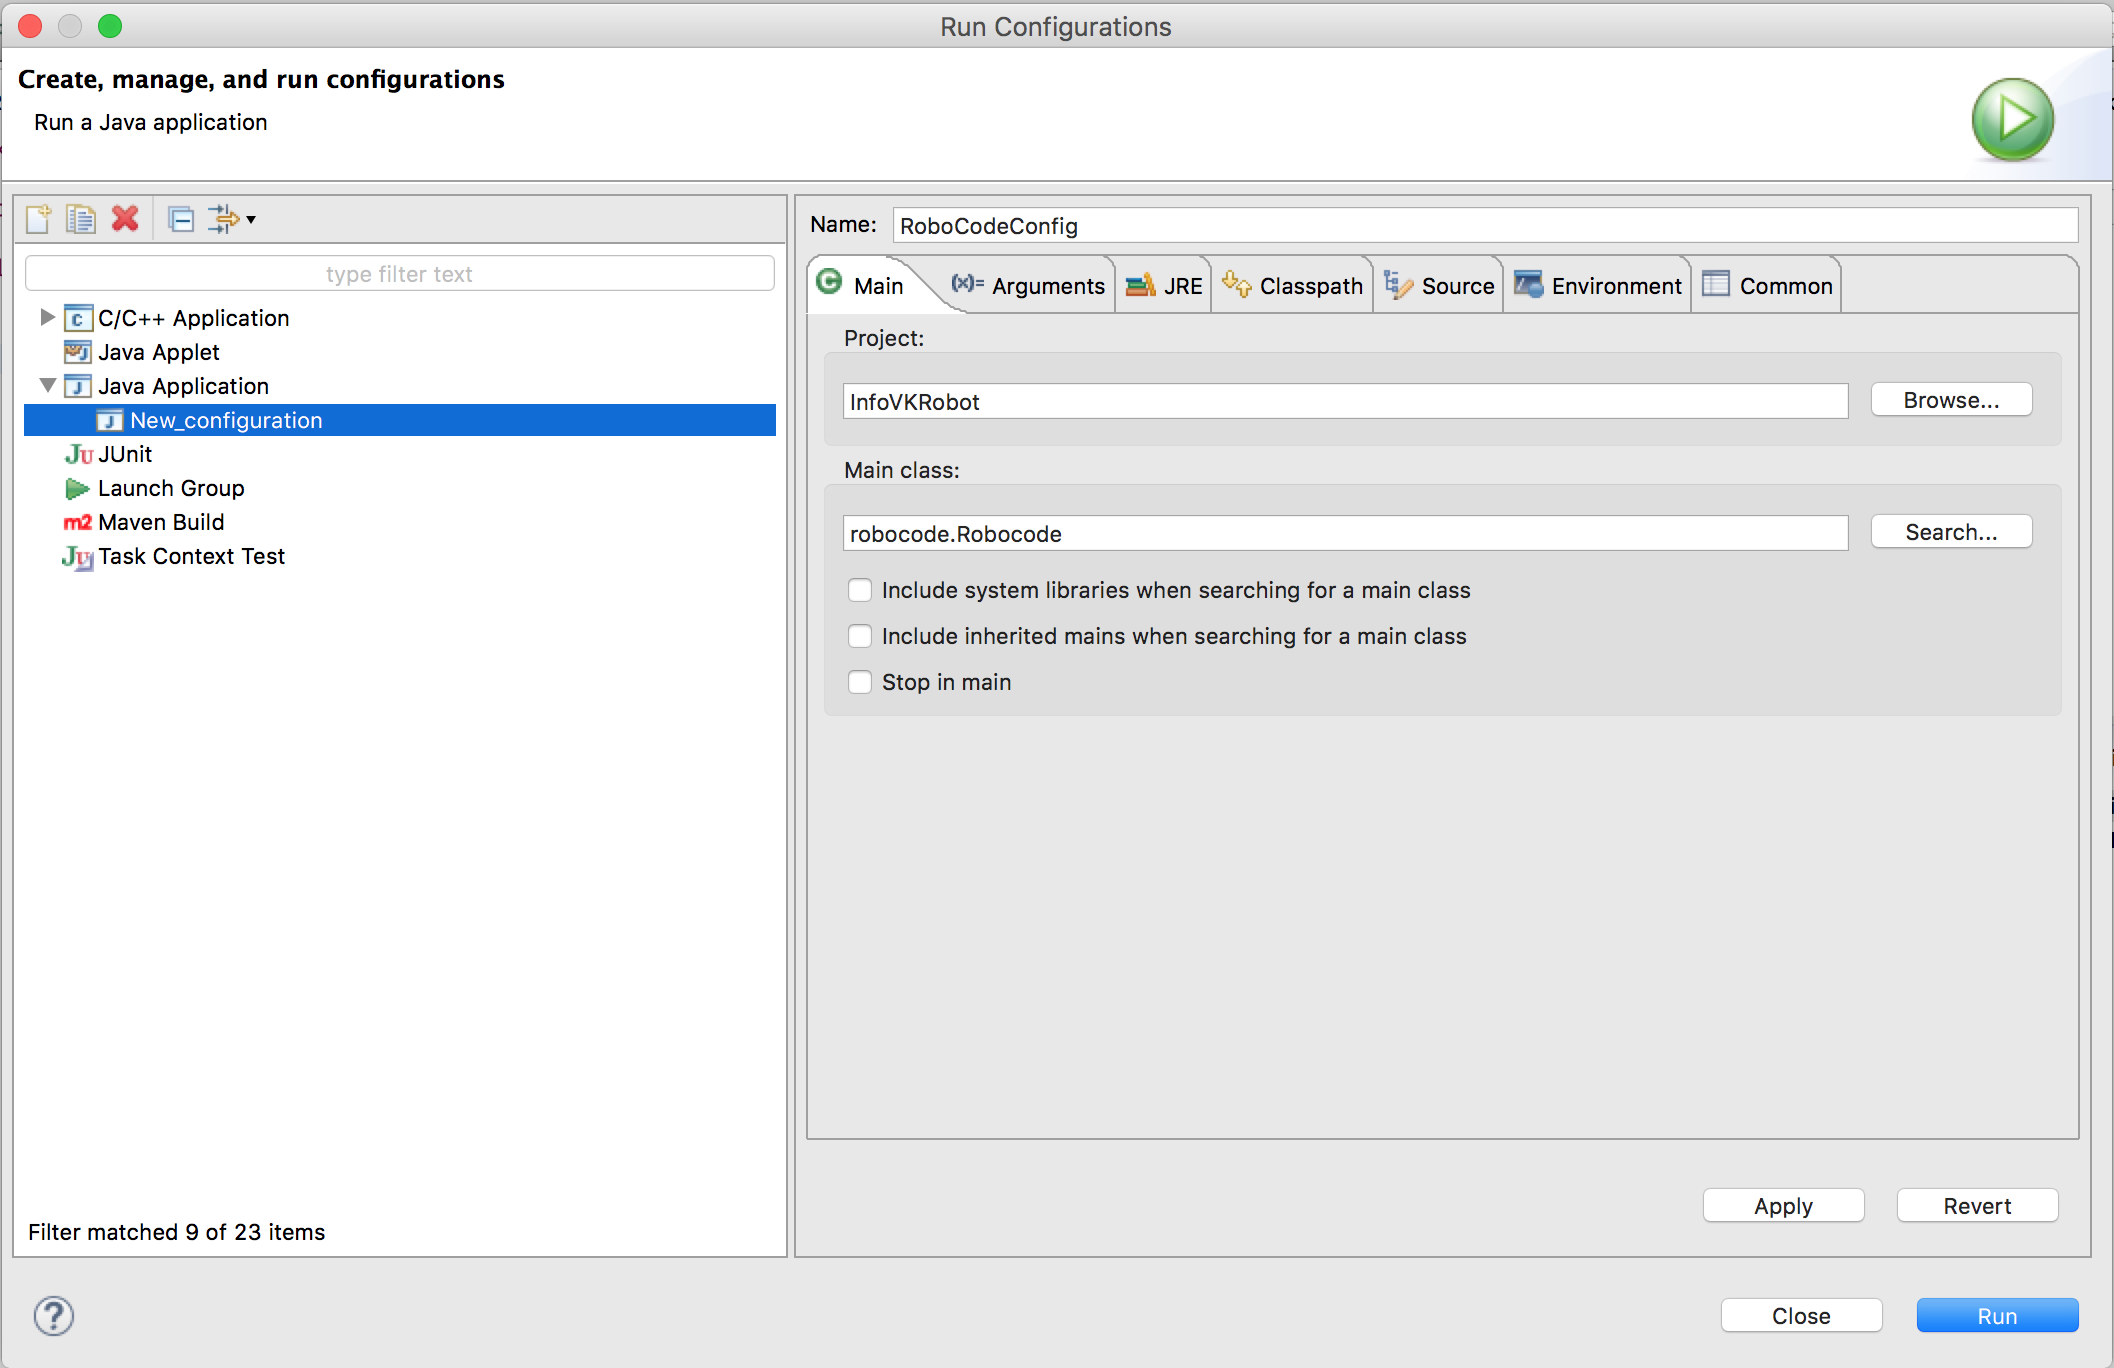 Run Configurations
Create, manage, and run configurations
Run a Java application
type filter text
C/C++ Application
Java Applet
Java Application
New_configuration
JUnit
Launch Group
m2 Maven Build
Task Context Test
Filter matched 9 of 23 items
Name: RoboCodeConfig
Main (x)= Arguments JRE Classpath Source Environment Common
Project:
InfoVKRobot Browse...
Main class:
robocode.Robocode Search...
Include system libraries when searching for a main class
Include inherited mains when searching for a main class
Stop in main
Apply Revert
? Close Run